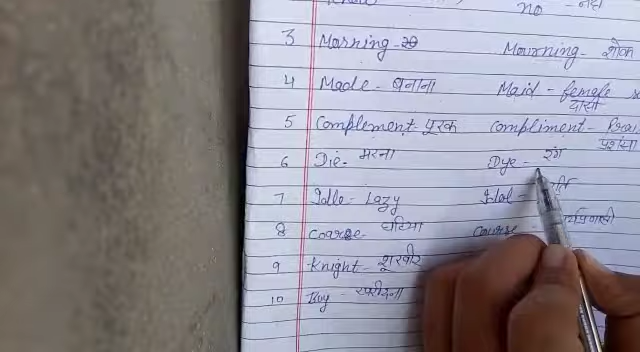 no - नहीं
3 Morning - Mourning - शोक
4 Made - बनाना Maid - female
दासी
5 Complement - पूरक Compliment -
प्रशंसा
6 Die - मरना Dye - रंग
7 Idle - Lazy Idol -
8 Coarse घटिया Course
9 Knight - शूरवीर
10 Buy - खरीदना